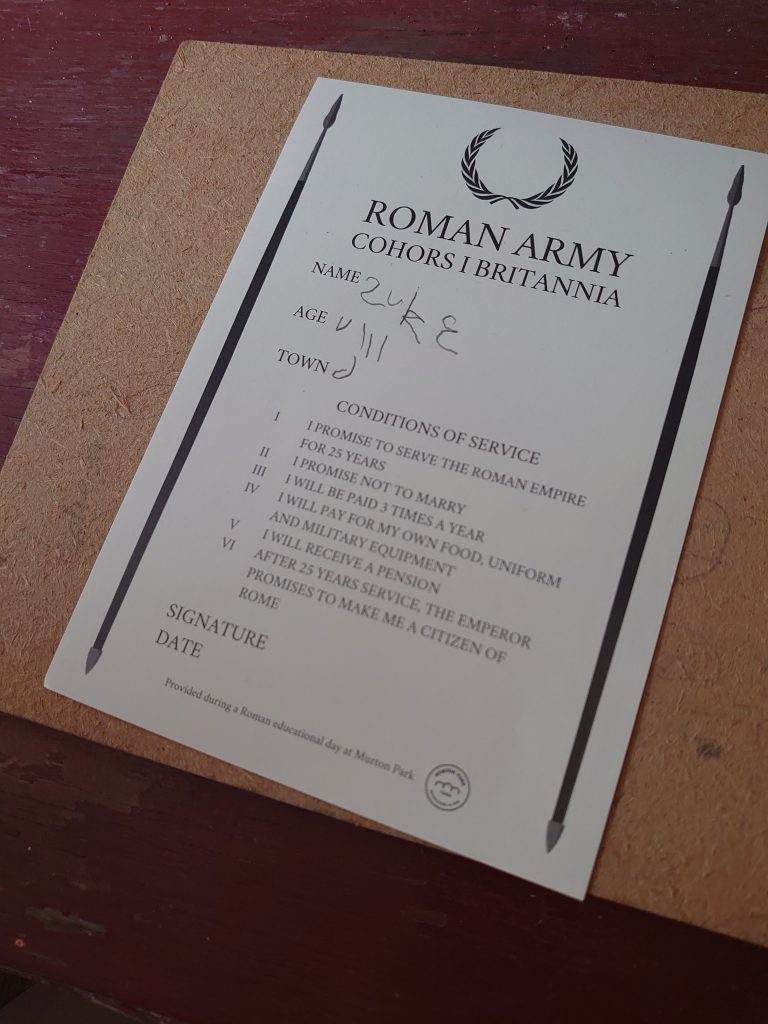 ROMAN ARMY
COHORS I BRITANNIA
NAME ZUKE
AGE VIII
TOWN d
CONDITIONS OF SERVICE
I I PROMISE TO SERVE THE ROMAN EMPIRE
FOR 25 YEARS
II I PROMISE NOT TO MARRY
III I WILL BE PAID 3 TIMES A YEAR
IV I WILL PAY FOR MY OWN FOOD, UNIFORM
AND MILITARY EQUIPMENT
V I WILL RECEIVE A PENSION
VI AFTER 25 YEARS SERVICE, THE EMPEROR
PROMISES TO MAKE ME A CITIZEN OF
ROME
SIGNATURE
DATE
Provided during a Roman educational day at Murton Park
MURTON PARK